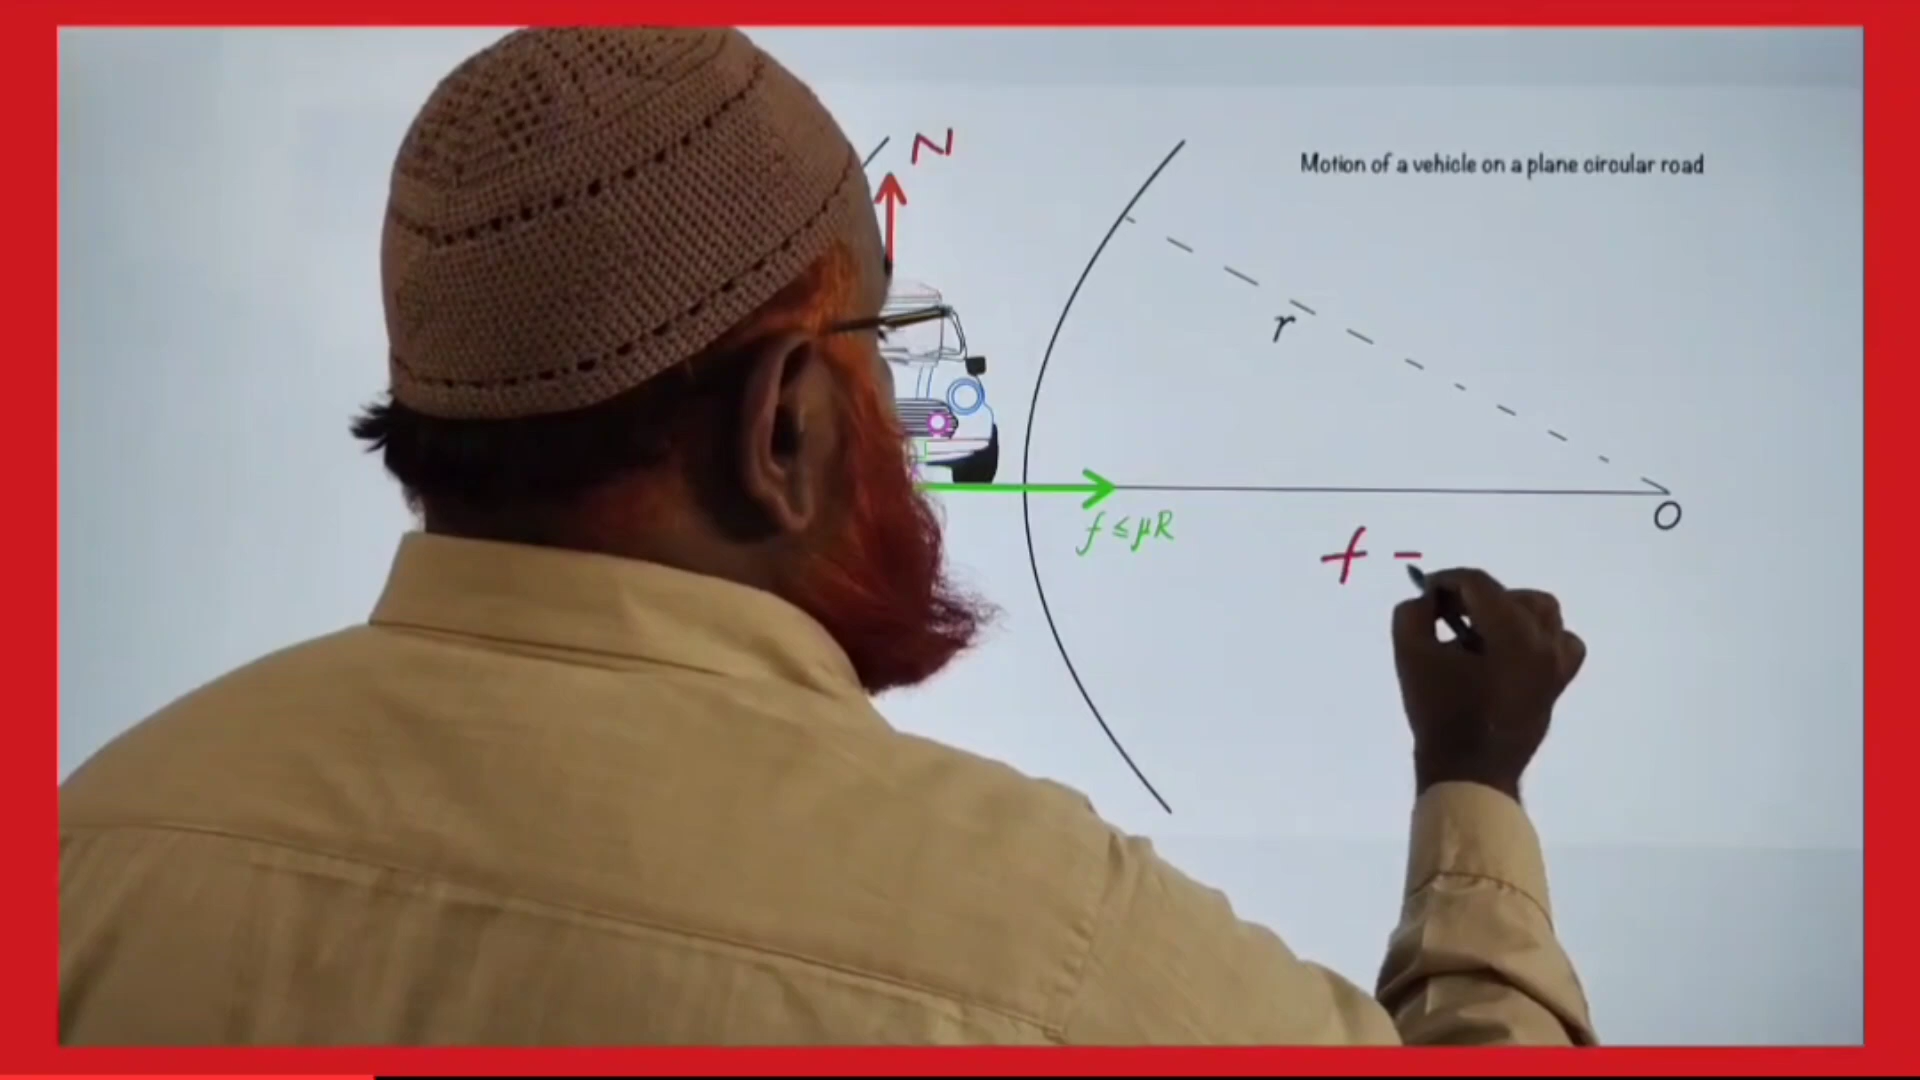 N
Motion of a vehicle on a plane circular road
r
f ≤ μR
O
f =